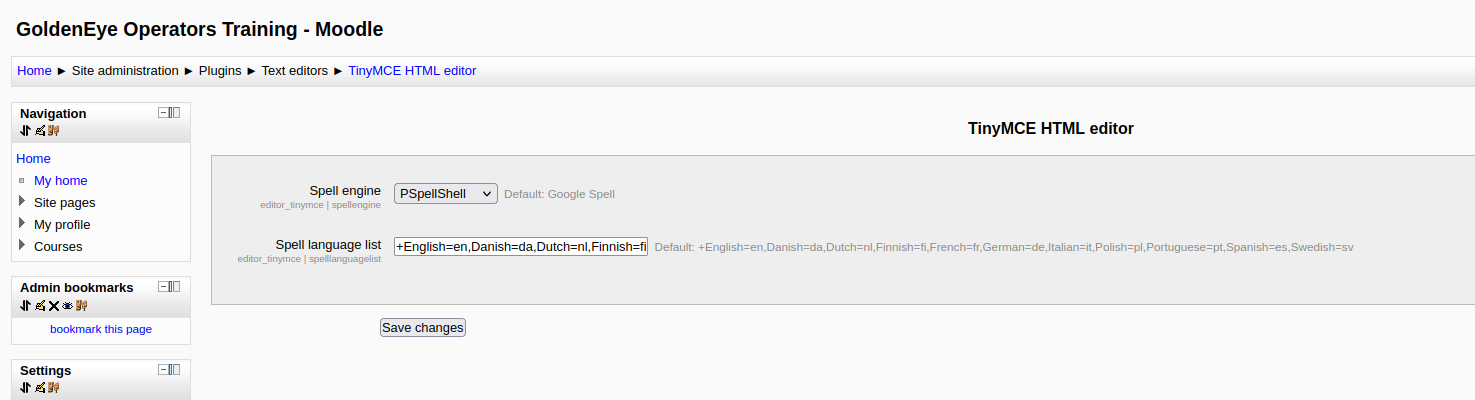 GoldenEye Operators Training - Moodle
Home ► Site administration ► Plugins ► Text editors ► TinyMCE HTML editor
Navigation
Home
My home
Site pages
My profile
Courses
Admin bookmarks
bookmark this page
Settings
TinyMCE HTML editor
Spell engine PSpellShell Default: Google Spell
editor_tinymce | spellengine
Spell language list +English=en,Danish=da,Dutch=nl,Finnish=fi Default: +English=en,Danish=da,Dutch=nl,Finnish=fi,French=fr,German=de,Italian=it,Polish=pl,Portuguese=pt,Spanish=es,Swedish=sv
editor_tinymce | spelllanguagelist
Save changes